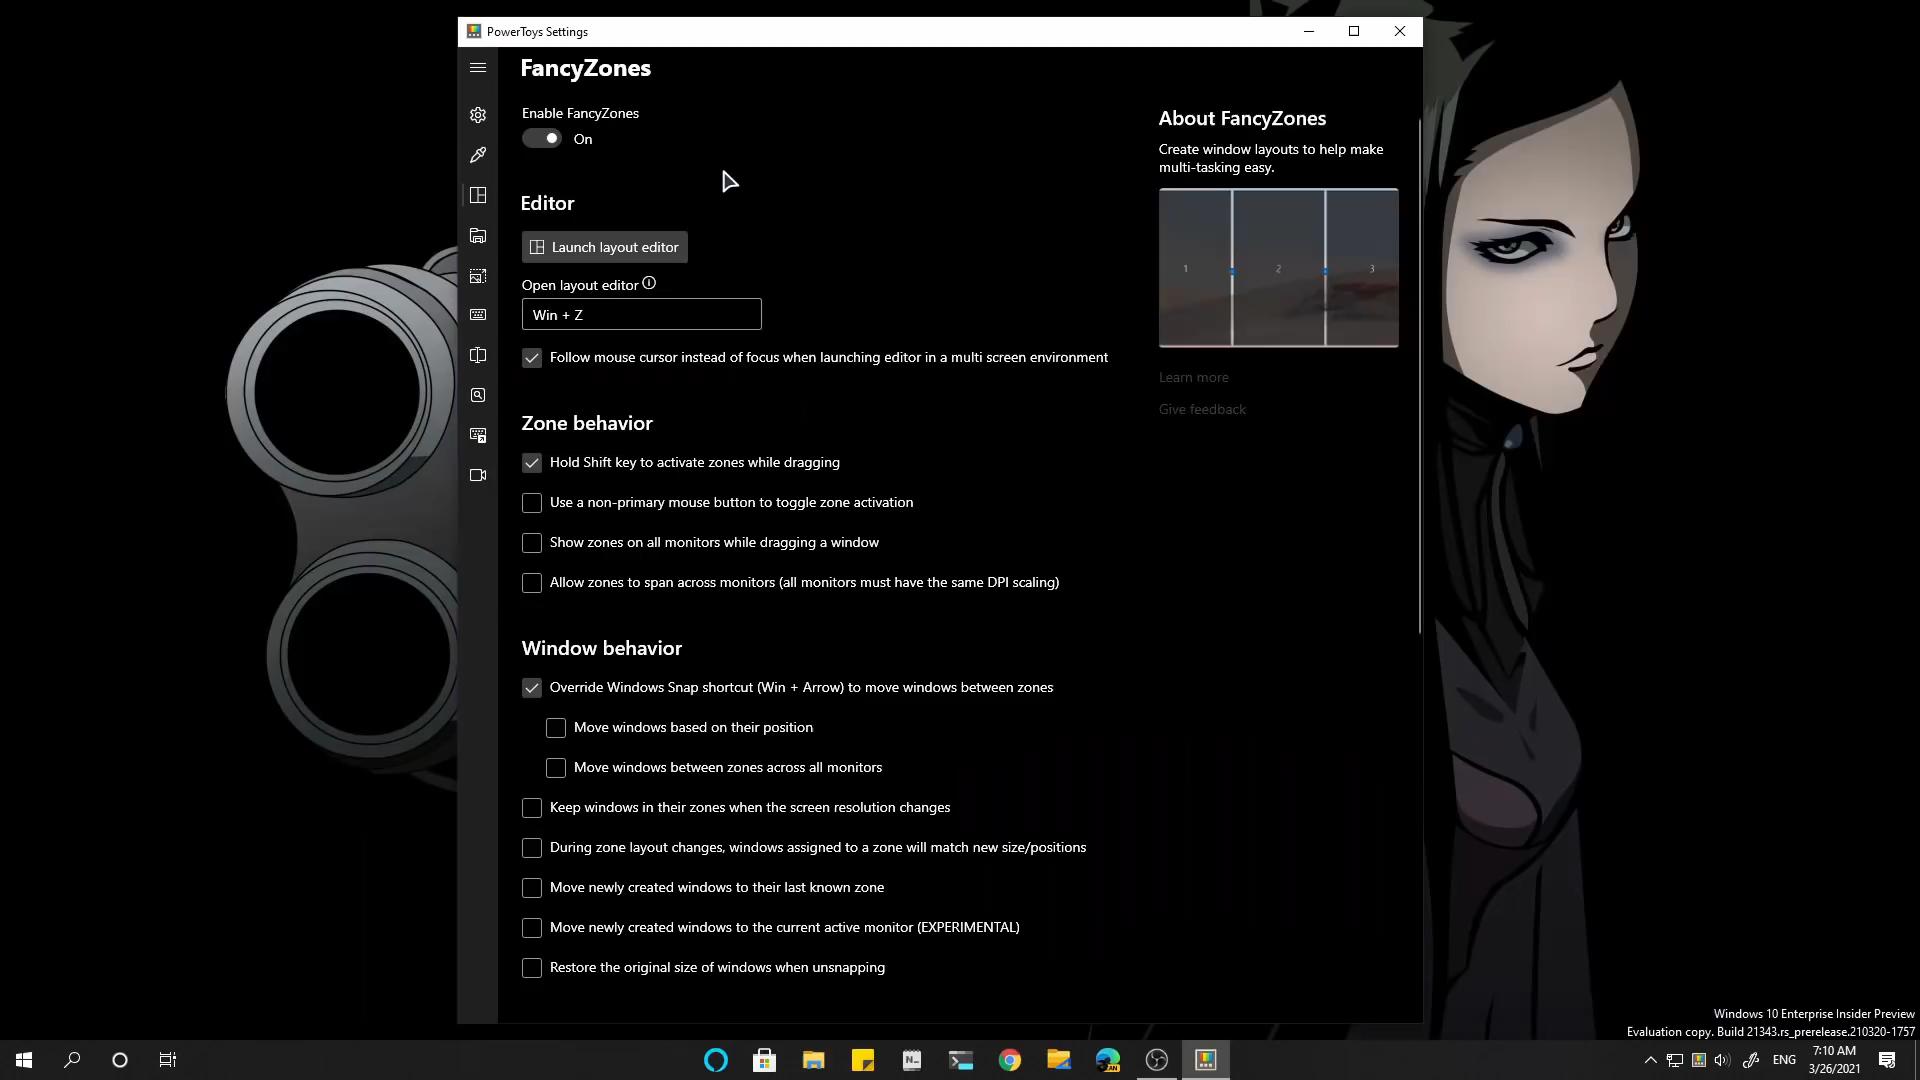 PowerToys Settings
FancyZones
Enable FancyZones
On
Editor
Launch layout editor
Open layout editor
Win + Z
Follow mouse cursor instead of focus when launching editor in a multi screen environment
Zone behavior
Hold Shift key to activate zones while dragging
Use a non-primary mouse button to toggle zone activation
Show zones on all monitors while dragging a window
Allow zones to span across monitors (all monitors must have the same DPI scaling)
Window behavior
Override Windows Snap shortcut (Win + Arrow) to move windows between zones
Move windows based on their position
Move windows between zones across all monitors
Keep windows in their zones when the screen resolution changes
During zone layout changes, windows assigned to a zone will match new size/positions
Move newly created windows to their last known zone
Move newly created windows to the current active monitor (EXPERIMENTAL)
Restore the original size of windows when unsnapping
About FancyZones
Create window layouts to help make
multi-tasking easy.
1 2 3
Learn more
Give feedback
Windows 10 Enterprise Insider Preview
Evaluation copy. Build 21343.rs_prerelease.210320-1757
ENG
7:10 AM
3/26/2021